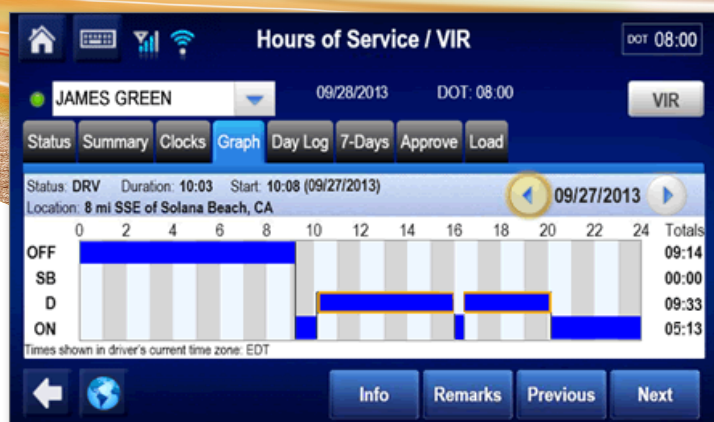 Hours of Service / VIR DOT 08:00
JAMES GREEN 09/28/2013 DOT: 08:00 VIR
Status Summary Clocks Graph Day Log 7-Days Approve Load
Status: DRV Duration: 10:03 Start: 10:08 (09/27/2013)
Location: 8 mi SSE of Solana Beach, CA
09/27/2013
0 2 4 6 8 10 12 14 16 18 20 22 24 Totals
OFF 09:14
SB 00:00
D 09:33
ON 05:13
Times shown in driver's current time zone: EDT
Info Remarks Previous Next